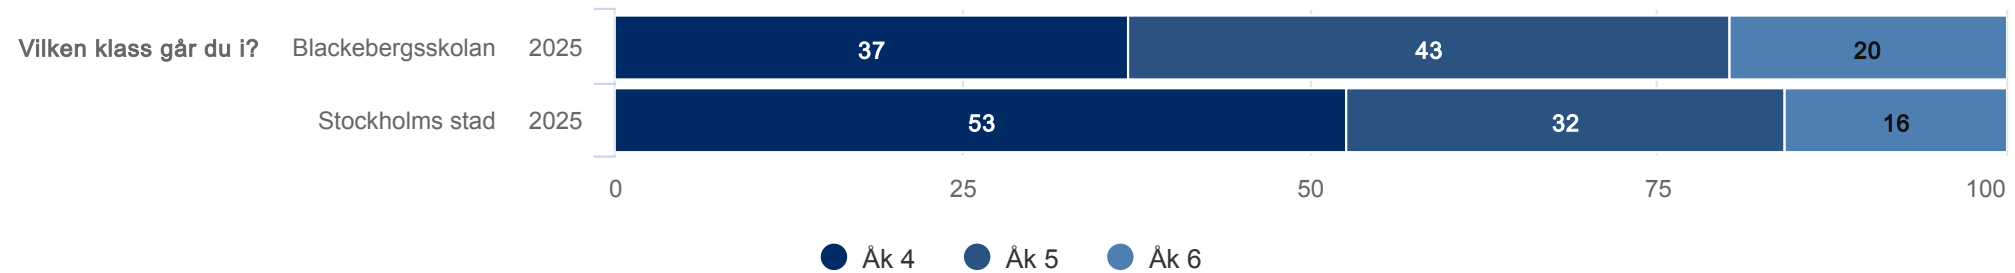 Vilken klass går du i? Blackebergsskolan 2025 37 43 20
Stockholms stad 2025 53 32 16
0 25 50 75 100
Åk 4 Åk 5 Åk 6